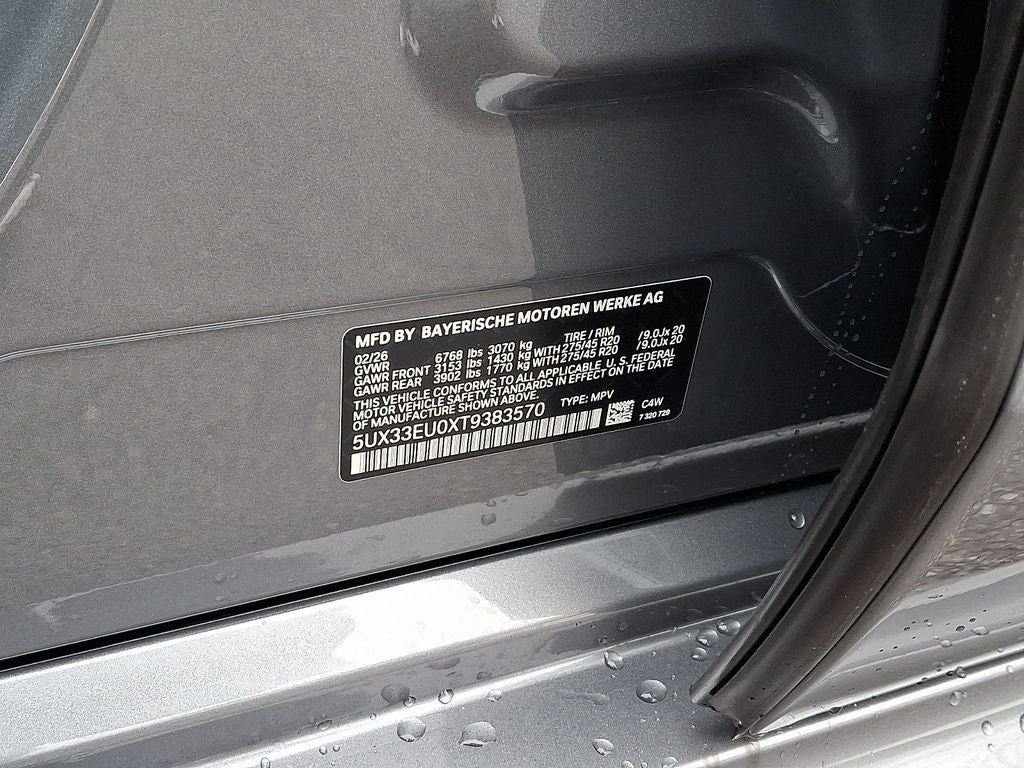 MFD BY BAYERISCHE MOTOREN WERKE AG
02/26 6768 lbs 3070 kg TIRE / RIM
GVWR
GAWR FRONT 3153 lbs 1430 kg WITH 275/45 R20 /9.0Jx 20
GAWR REAR 3902 lbs 1770 kg WITH 275/45 R20 /9.0Jx 20
THIS VEHICLE CONFORMS TO ALL APPLICABLE U.S. FEDERAL
MOTOR VEHICLE SAFETY STANDARDS IN EFFECT ON THE DATE
OF MANUFACTURE SHOWN ABOVE.
5UX33EU0XT9383570 TYPE: MPV C4W
7 320 729